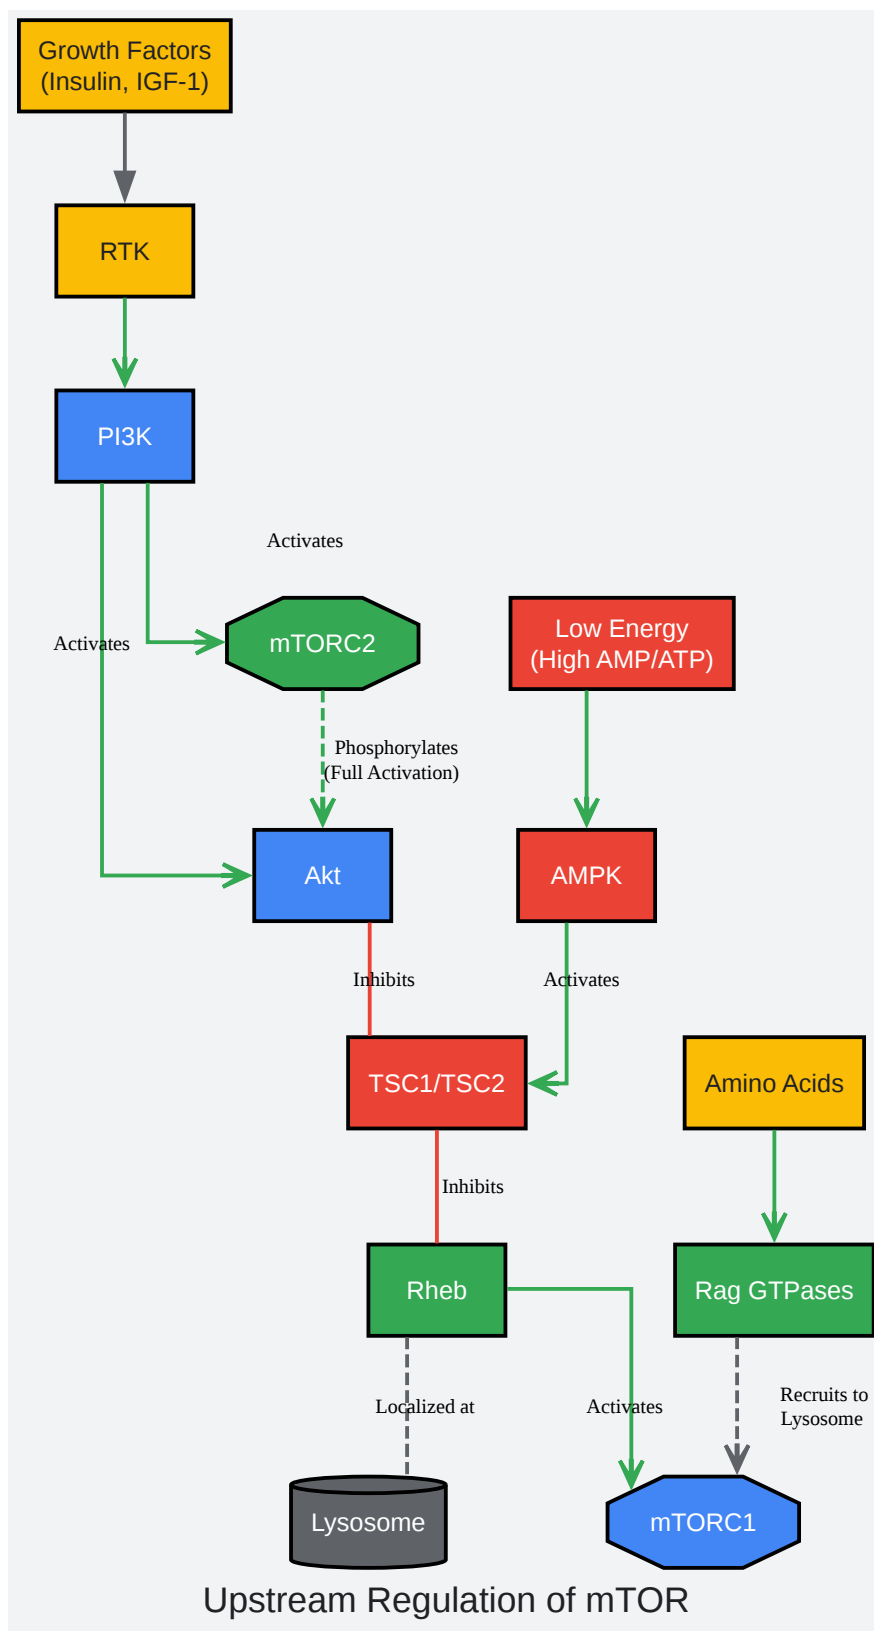 Growth Factors
(Insulin, IGF-1)
RTK
PI3K
Activates
Activates
mTORC2
Low Energy
(High AMP/ATP)
Phosphorylates
(Full Activation)
Akt
AMPK
Inhibits
Activates
TSC1/TSC2
Amino Acids
Inhibits
Rheb
Rag GTPases
Localized at
Activates
Recruits to
Lysosome
Lysosome
mTORC1
Upstream Regulation of mTOR